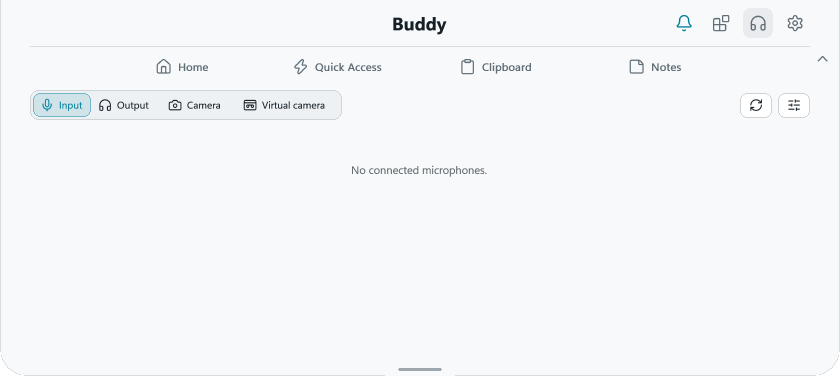 Buddy
Home Quick Access Clipboard Notes
Input Output Camera Virtual camera
No connected microphones.